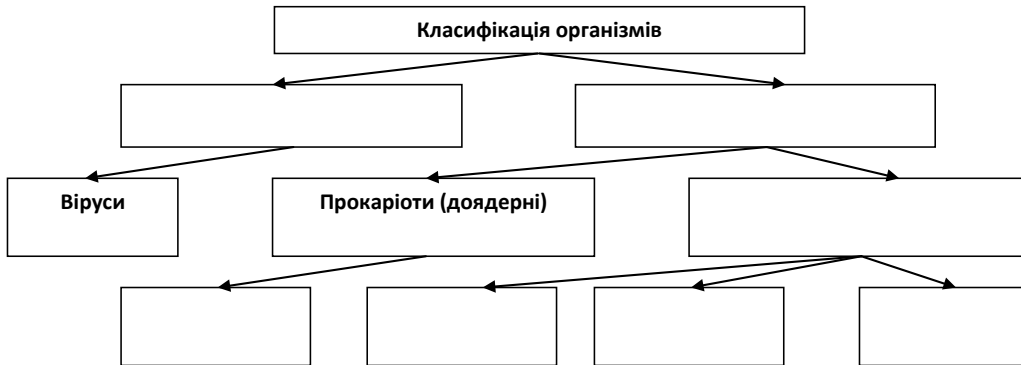 Класифікація організмів
Віруси
Прокаріоти (доядерні)